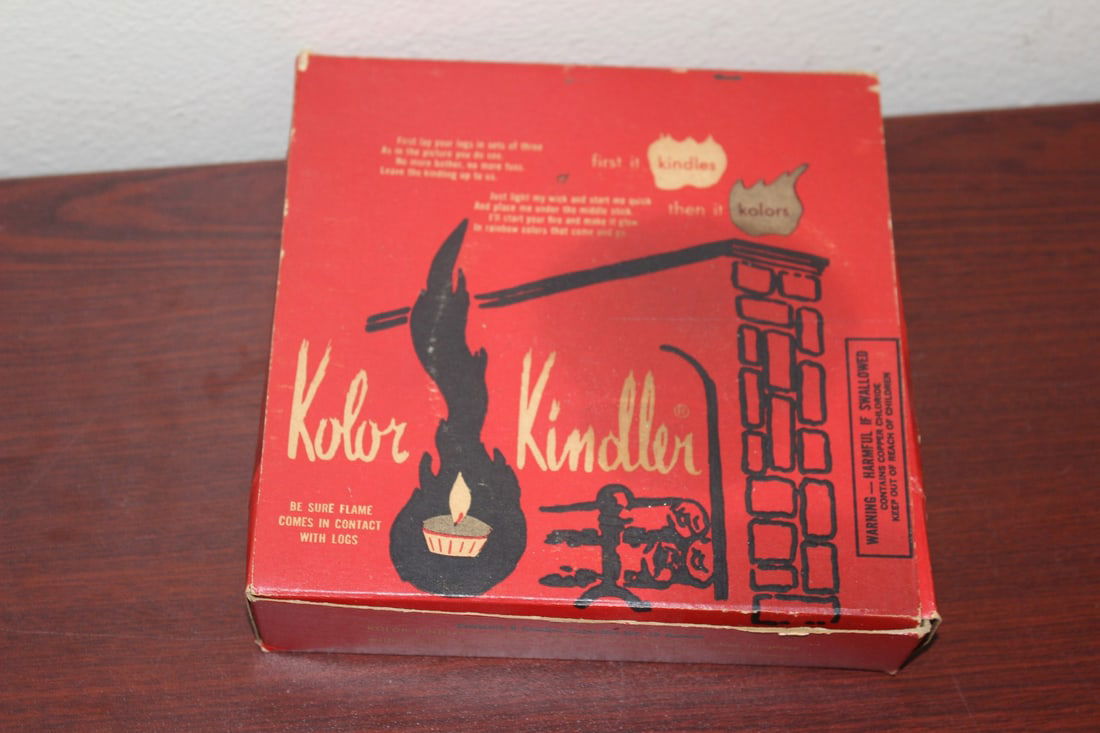 First lay your logs in sets of three
As in the picture you do see.
No more bother, no more fuss.
Leave the kindling up to us.
Just light my wick and start me quick
And place me under the middle stick.
I'll start your fire and make it glow
In rainbow colors that come and go.
first it kindles
then it kolors
Kolor Kindler®
BE SURE FLAME
COMES IN CONTACT
WITH LOGS
WARNING — HARMFUL IF SWALLOWED
CONTAINS COPPER CHLORIDE
KEEP OUT OF REACH OF CHILDREN